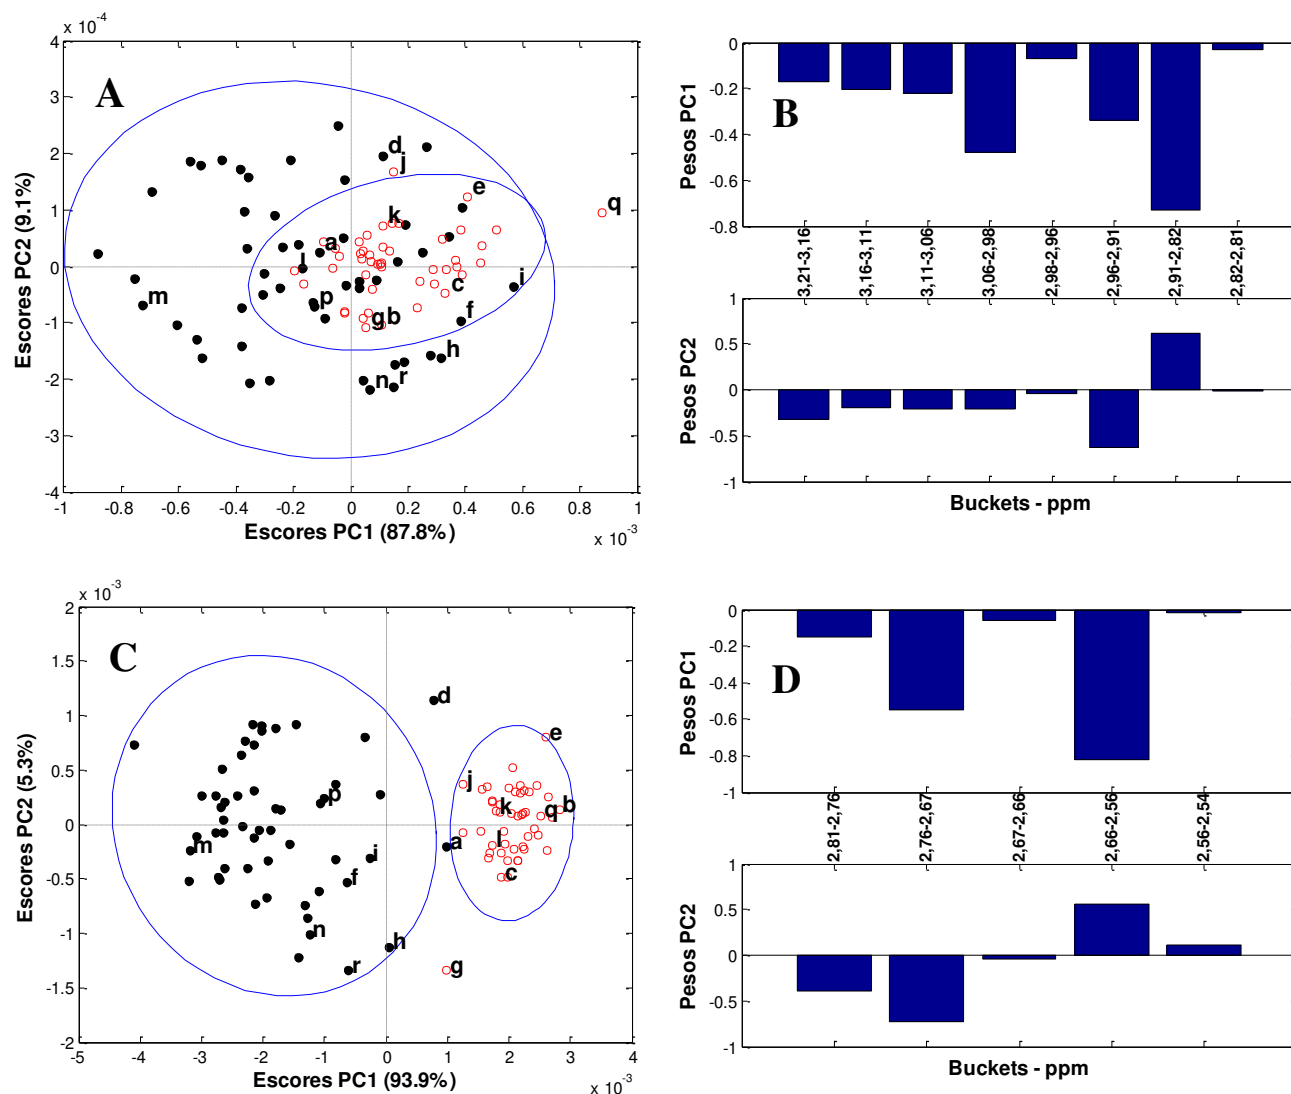 x 10⁻⁴
4
3
2
1
0
-1
-2
-3
-4
-1
-0.8
-0.6
-0.4
-0.2
0
0.2
0.4
0.6
0.8
1
Escores PC2 (9.1%)
Escores PC1 (87.8%)
x 10⁻³
A
d
j
e
q
k
a
l
c
i
m
p
g
b
f
h
n
r
0
-0.2
-0.4
-0.6
-0.8
Pesos PC1
B
3,21-3,16
3,16-3,11
3,11-3,06
3,06-2,98
2,98-2,96
2,96-2,91
2,91-2,82
2,82-2,81
1
0.5
0
-0.5
-1
Pesos PC2
Buckets - ppm
x 10⁻³
2
1.5
1
0.5
0
-0.5
-1
-1.5
-2
-5
-4
-3
-2
-1
0
1
2
3
4
Escores PC2 (5.3%)
Escores PC1 (93.9%)
x 10⁻³
C
d
e
j
p
k
q
b
m
a
l
i
f
c
n
h
r
g
0
-0.2
-0.4
-0.6
-0.8
-1
Pesos PC1
D
2,81-2,76
2,76-2,67
2,67-2,66
2,66-2,56
2,56-2,54
1
0.5
0
-0.5
-1
Pesos PC2
Buckets - ppm